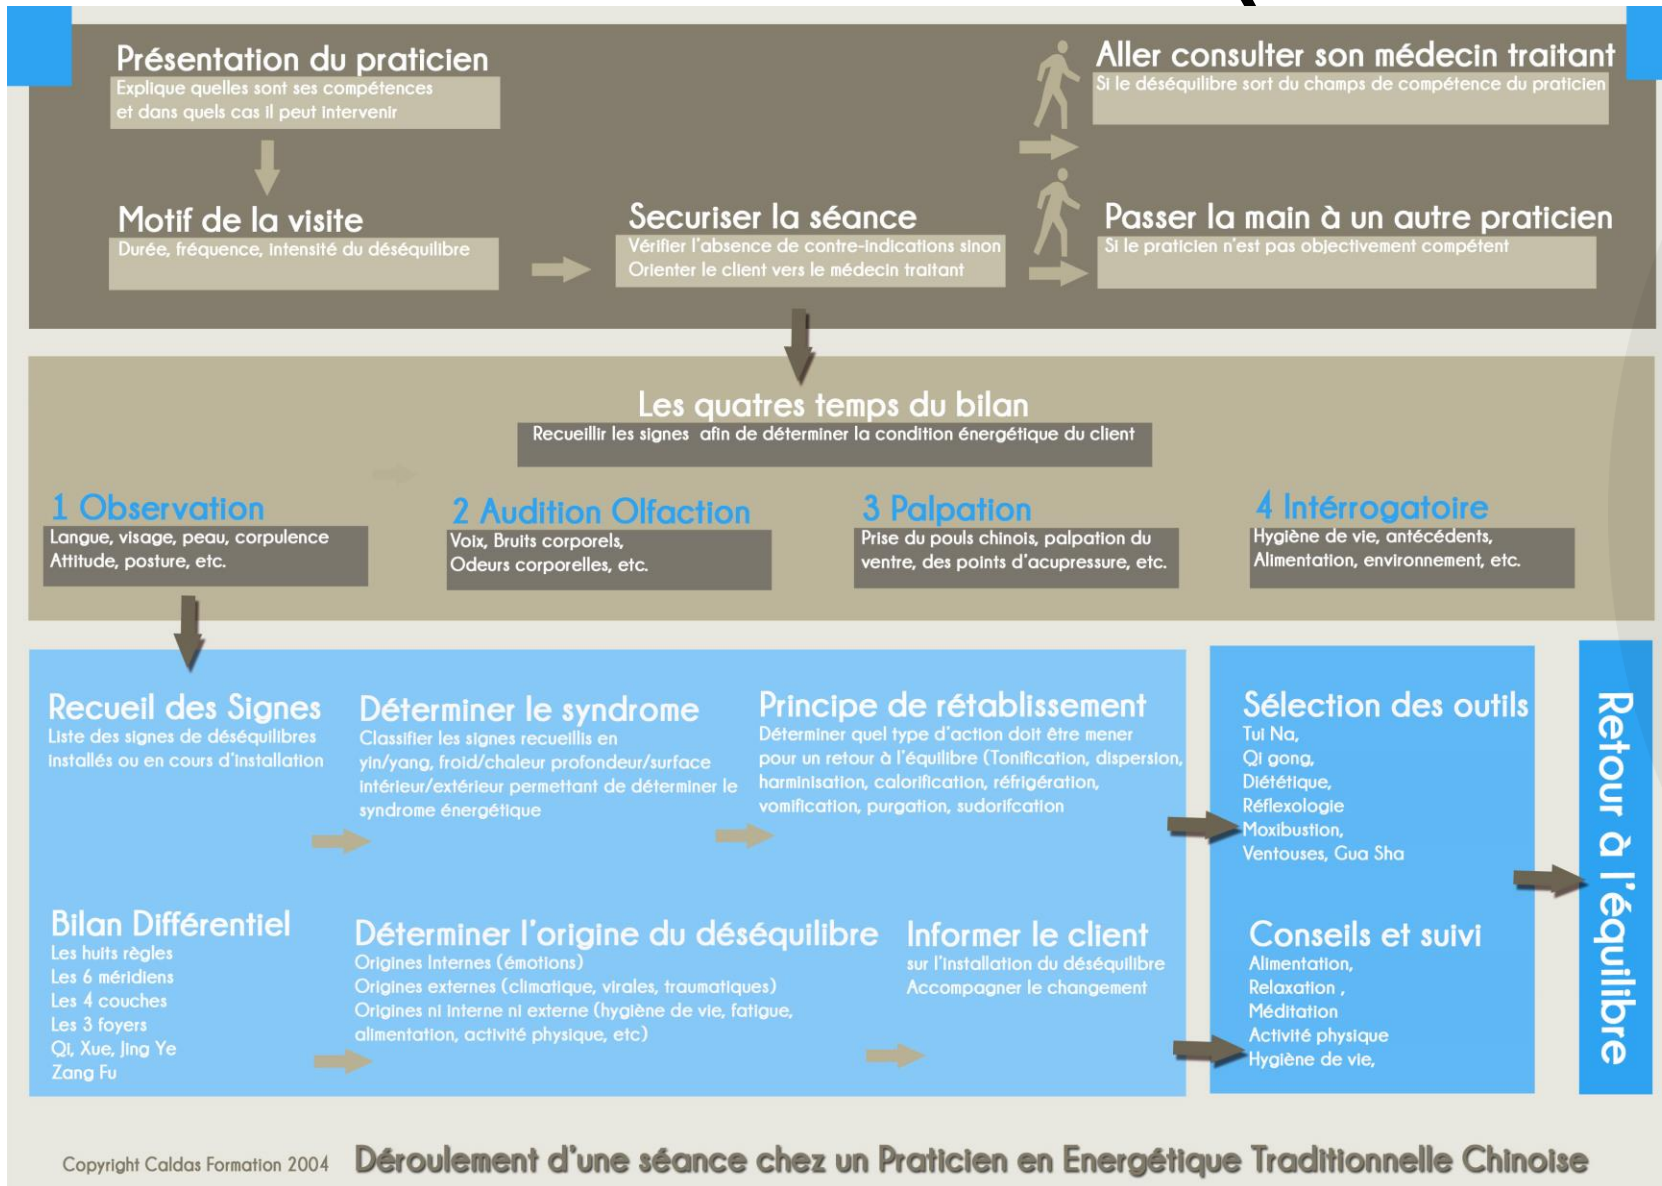 Présentation du praticien
Explique quelles sont ses compétences
et dans quels cas il peut intervenir
Aller consulter son médecin traitant
Si le déséquilibre sort du champs de compétence du praticien
Motif de la visite
Durée, fréquence, intensité du déséquilibre
Securiser la séance
Vérifier l'absence de contre-indications sinon
Orienter le client vers le médecin traitant
Passer la main à un autre praticien
Si le praticien n'est pas objectivement compétent
Les quatres temps du bilan
Recueillir les signes afin de déterminer la condition énergétique du client
1 Observation
Langue, visage, peau, corpulence
Attitude, posture, etc.
2 Audition Olfaction
Voix, Bruits corporels,
Odeurs corporelles, etc.
3 Palpation
Prise du pouls chinois, palpation du
ventre, des points d'acupressure, etc.
4 Intérrogatoire
Hygiène de vie, antécédents,
Alimentation, environnement, etc.
Recueil des Signes
Liste des signes de déséquilibres
installés ou en cours d'installation
Déterminer le syndrome
Classifier les signes recueillis en
yin/yang, froid/chaleur profondeur/surface
intérieur/extérieur permettant de déterminer le
syndrome énergétique
Principe de rétablissement
Déterminer quel type d'action doit être mener
pour un retour à l'équilibre (Tonification, dispersion,
harminisation, calorification, réfrigération,
vomification, purgation, sudorifcation
Sélection des outils
Tui Na,
Qi gong,
Diététique,
Réflexologie
Moxibustion,
Ventouses, Gua Sha
Bilan Différentiel
Les huits règles
Les 6 méridiens
Les 4 couches
Les 3 foyers
Qi, Xue, Jing Ye
Zang Fu
Déterminer l'origine du déséquilibre
Origines Internes (émotions)
Origines externes (climatique, virales, traumatiques)
Origines ni interne ni externe (hygiène de vie, fatigue,
alimentation, activité physique, etc)
Informer le client
sur l'installation du déséquilibre
Accompagner le changement
Conseils et suivi
Alimentation,
Relaxation ,
Méditation
Activité physique
Hygiène de vie,
Retour à l'équilibre
Copyright Caldas Formation 2004
Déroulement d'une séance chez un Praticien en Energétique Traditionnelle Chinoise